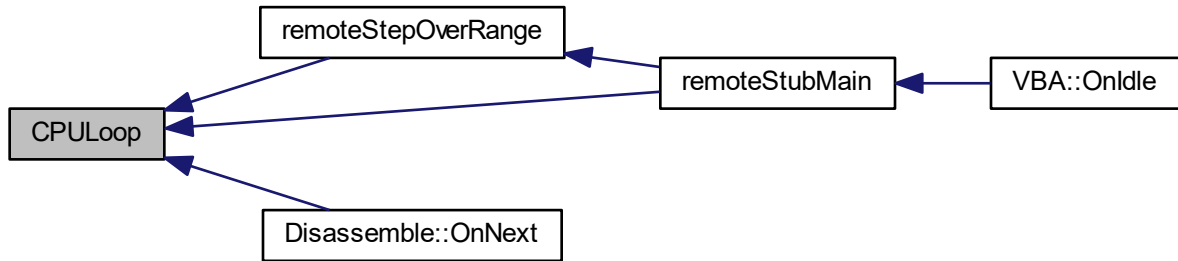 remoteStepOverRange
remoteStubMain
VBA::OnIdle
CPULoop
Disassemble::OnNext